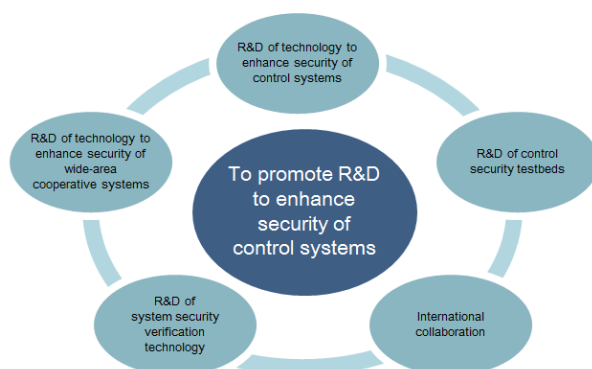 R&D of technology to
enhance security of
control systems
R&D of technology to
enhance security of
wide-area
cooperative systems
To promote R&D
to enhance
security of
control systems
R&D of control
security testbeds
R&D of
system security
verification
technology
International
collaboration